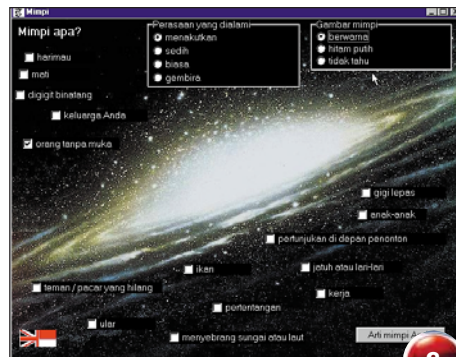 Mimpi
Mimpi apa?
Perasaan yang dialami
menakutkan
sedih
biasa
gembira
Gambar mimpi
berwarna
hitam putih
tidak tahu
harimau
mati
digigit binatang
keluarga Anda
orang tanpa muka
gigi lepas
anak-anak
pertunjukan di depan penonton
ikan
jatuh atau lari-lari
teman / pacar yang hilang
kerja
pertentangan
ular
menyebrang sungai atau laut
Arti mimpi